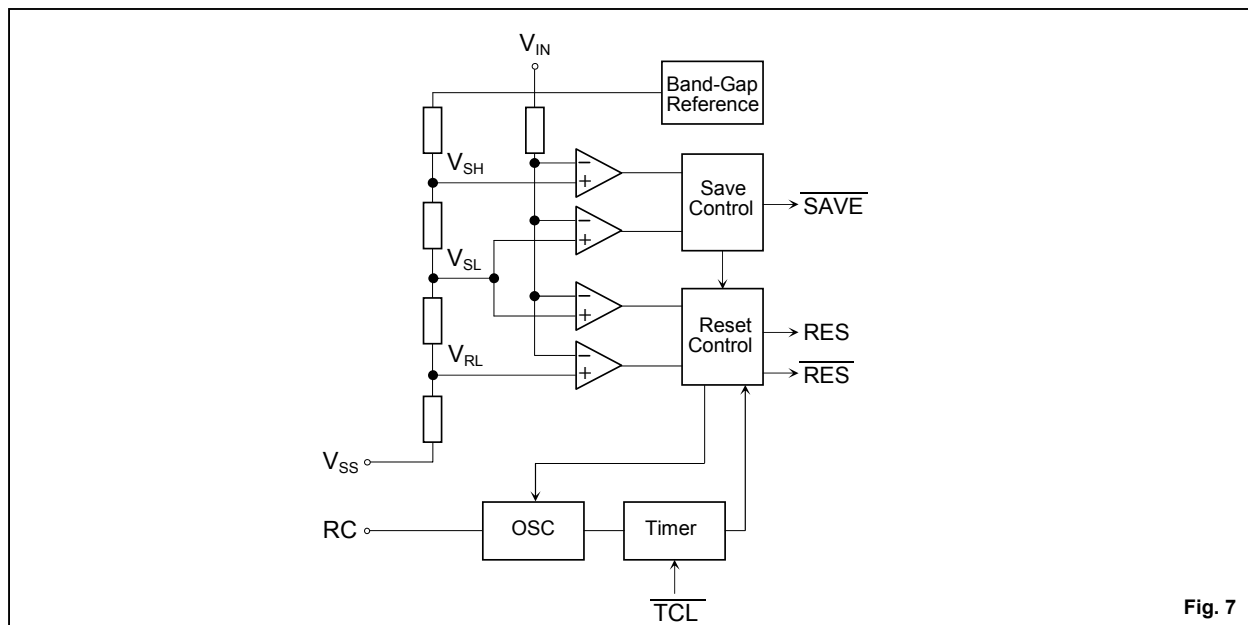 V_IN
Band-Gap
Reference
V_SH
−
+
Save
Control
SAVE
−
+
V_SL
−
+
Reset
Control
RES
RES
V_RL
−
+
V_SS
RC
OSC
Timer
TCL
Fig. 7